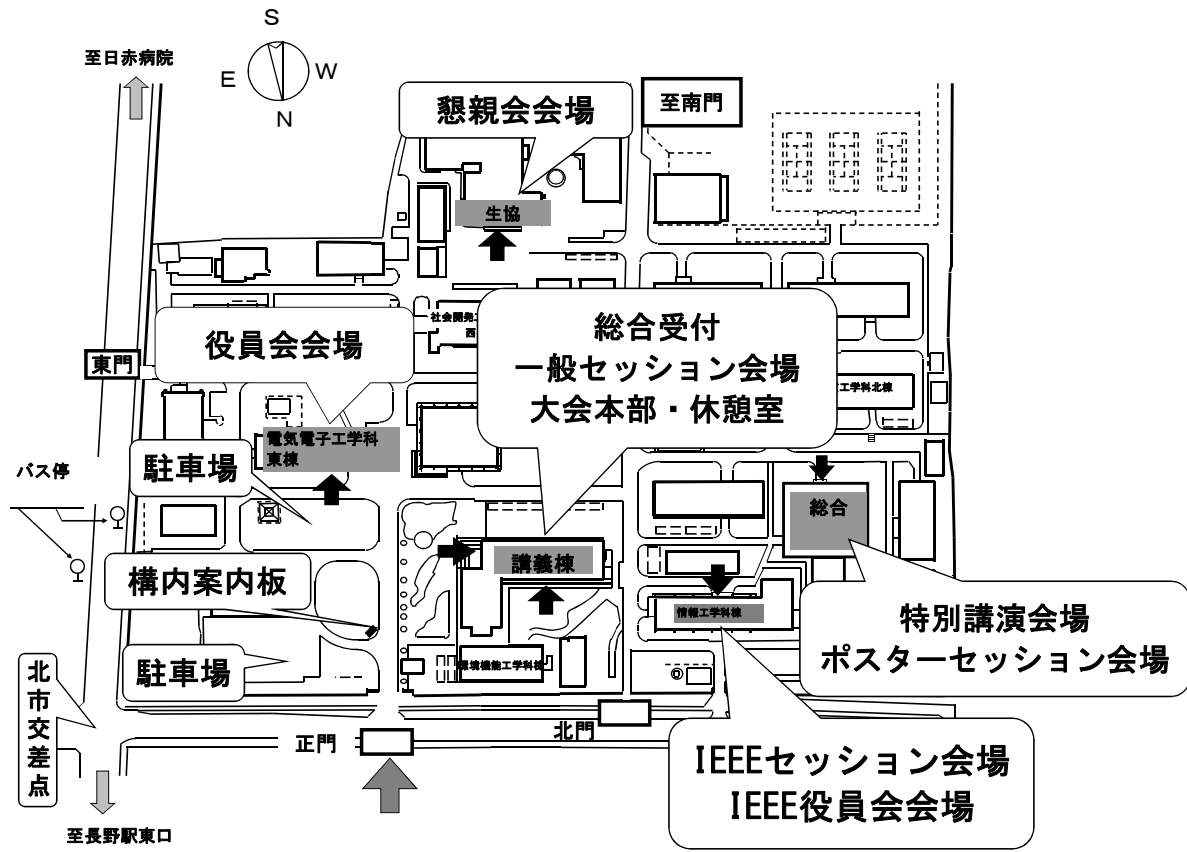 S
至日赤病院
E
W
N
懇親会会場
至南門
生協
社会開発工
西
役員会会場
総合受付
一般セッション会場
大会本部・休憩室
東門
工学科北棟
電気電子工学科
東棟
駐車場
バス停
総合
講義棟
構内案内板
情報工学科棟
特別講演会場
ポスターセッション会場
環境機能工学科棟
駐車場
北市交差点
北門
正門
IEEEセッション会場
IEEE役員会会場
至長野駅東口